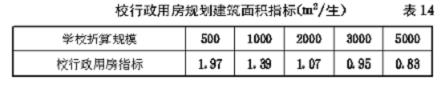 校行政用房规划建筑面积指标(m²/生) 表14
学校折算规模 500 1000 2000 3000 5000
校行政用房指标 1.97 1.39 1.07 0.95 0.83